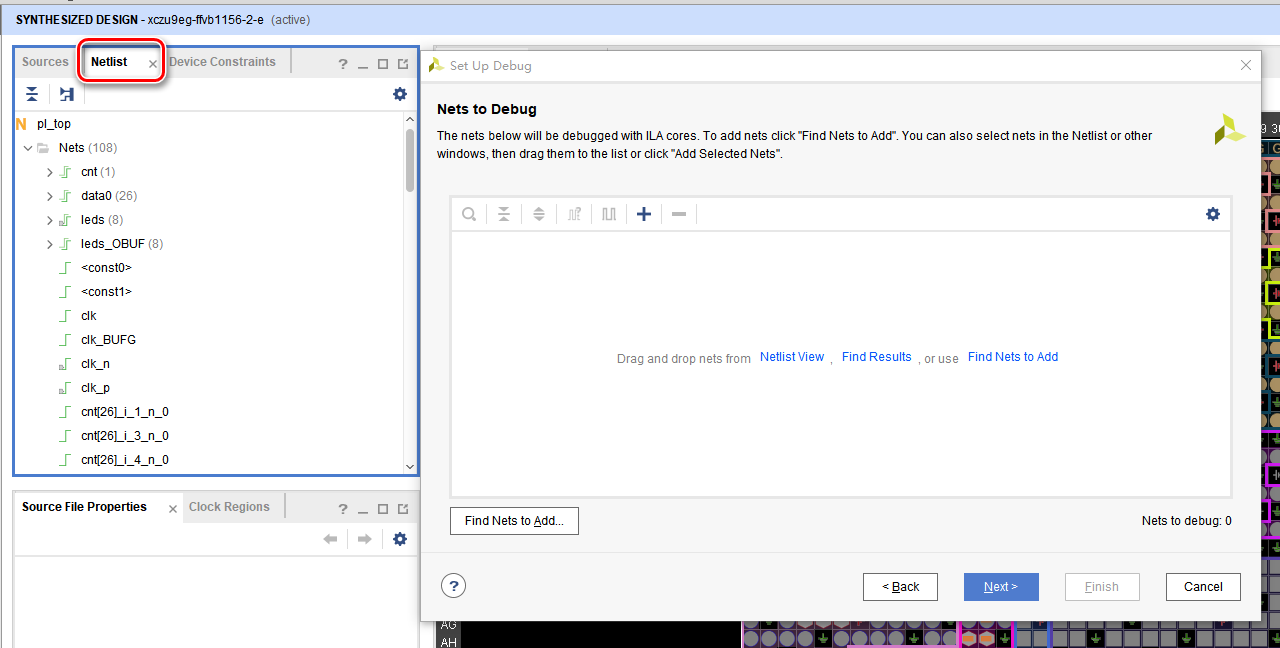 SYNTHESIZED DESIGN - xczu9eg-ffvb1156-2-e (active)
Sources Netlist Device Constraints
pl_top
Nets (108)
cnt (1)
data0 (26)
leds (8)
leds_OBUF (8)
<const0>
<const1>
clk
clk_BUFG
clk_n
clk_p
cnt[26]_i_1_n_0
cnt[26]_i_3_n_0
cnt[26]_i_4_n_0
Source File Properties Clock Regions
Set Up Debug
Nets to Debug
The nets below will be debugged with ILA cores. To add nets click "Find Nets to Add". You can also select nets in the Netlist or other
windows, then drag them to the list or click "Add Selected Nets".
Drag and drop nets from Netlist View , Find Results , or use Find Nets to Add
Find Nets to Add...
Nets to debug: 0
< Back Next > Finish Cancel
AG
AH